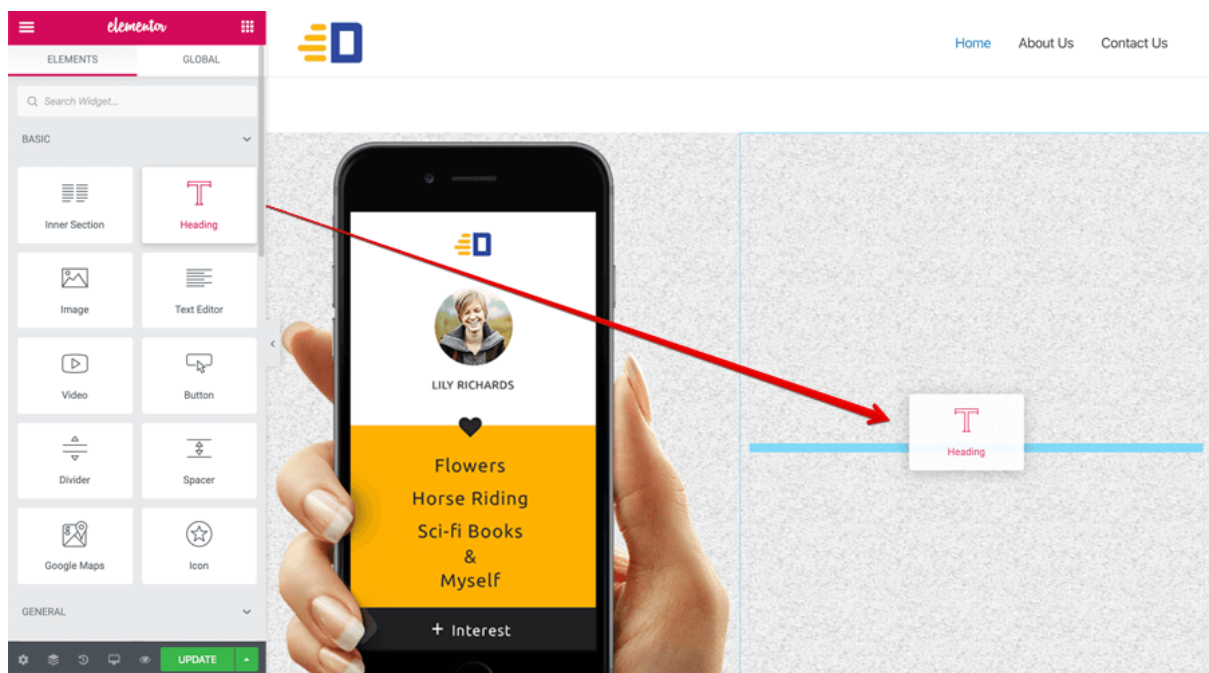 elementor
ELEMENTS GLOBAL
Search Widget...
BASIC
Inner Section Heading
Image Text Editor
Video Button
Divider Spacer
Google Maps Icon
GENERAL
UPDATE
D
Home About Us Contact Us
D
LILY RICHARDS
Flowers
Horse Riding
Sci-fi Books
&
Myself
+ Interest
Heading